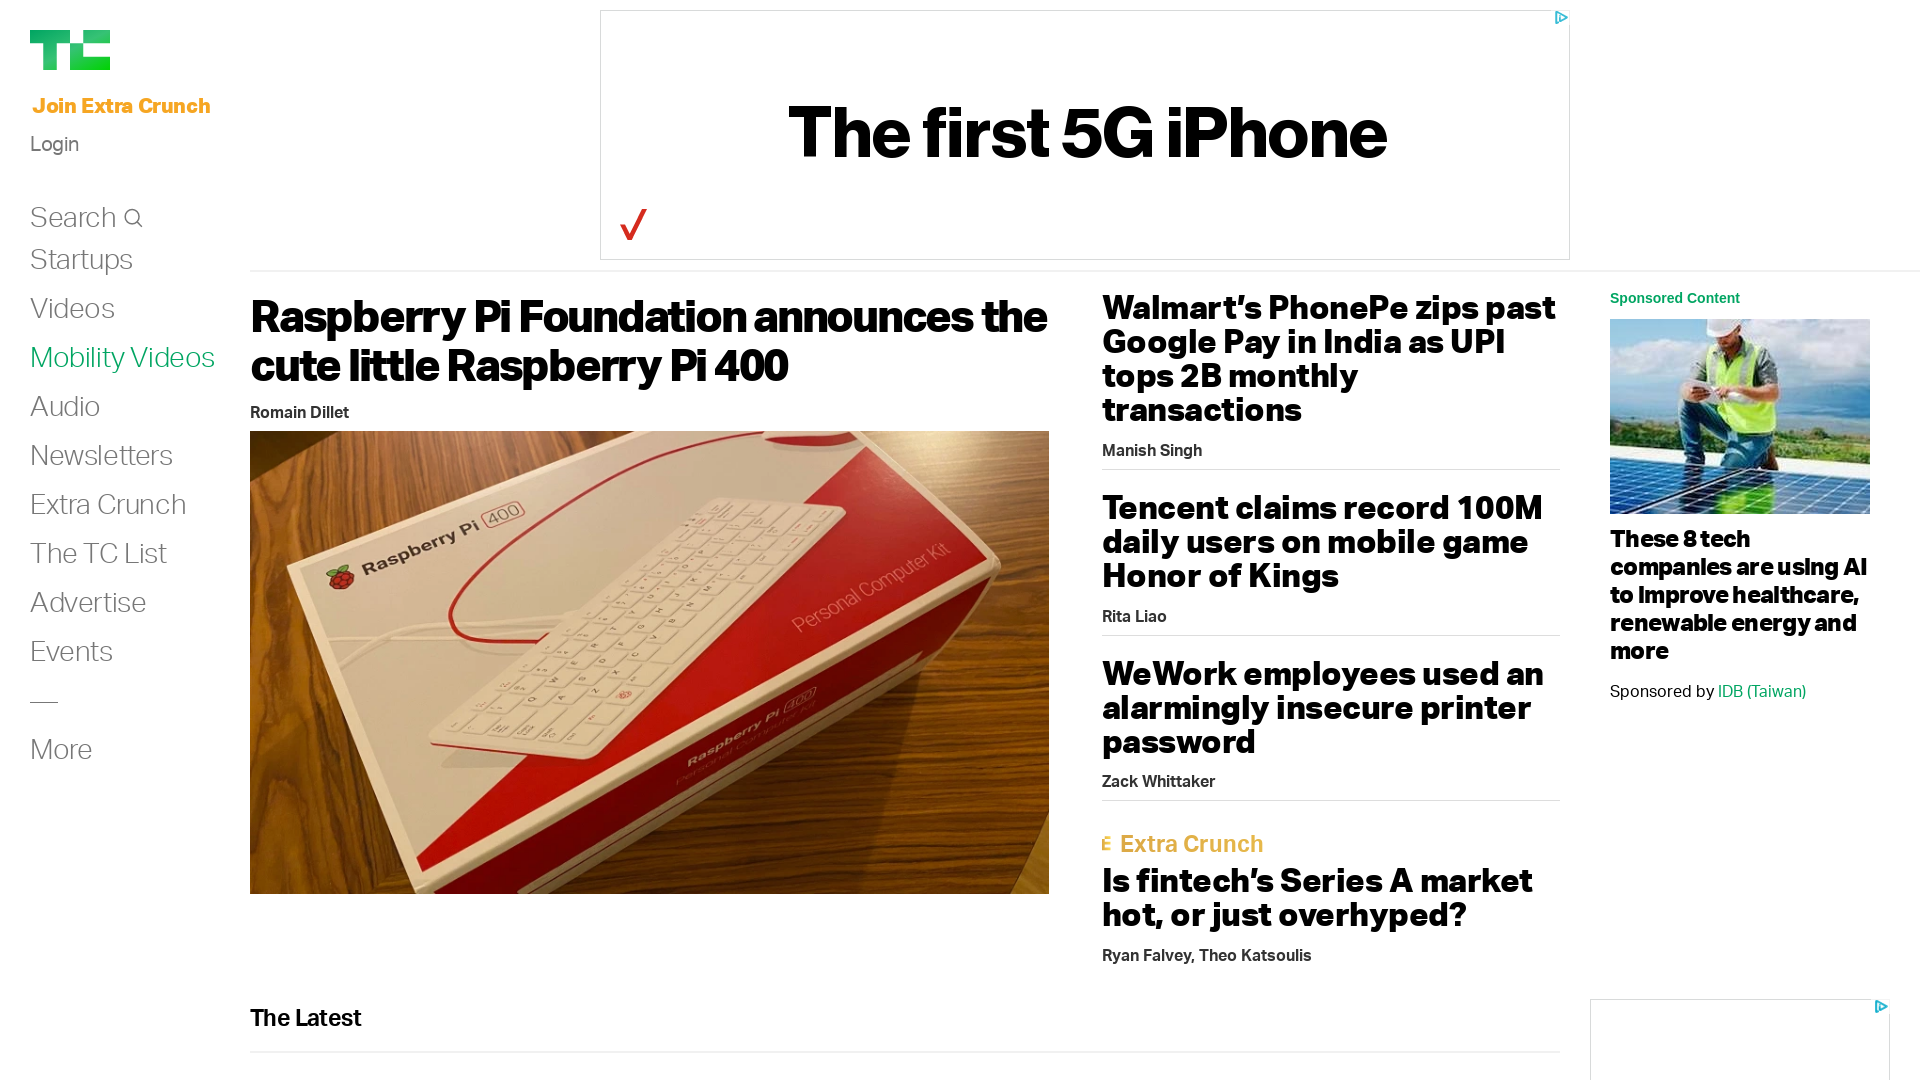 TC
Join Extra Crunch
Login
Search
Startups
Videos
Mobility Videos
Audio
Newsletters
Extra Crunch
The TC List
Advertise
Events
More
The first 5G iPhone
Raspberry Pi Foundation announces the
cute little Raspberry Pi 400
Romain Dillet
Raspberry Pi 400
Personal Computer Kit
Raspberry Pi 400
Personal Computer Kit
Walmart’s PhonePe zips past
Google Pay in India as UPI
tops 2B monthly
transactions
Manish Singh
Tencent claims record 100M
daily users on mobile game
Honor of Kings
Rita Liao
WeWork employees used an
alarmingly insecure printer
password
Zack Whittaker
Extra Crunch
Is fintech’s Series A market
hot, or just overhyped?
Ryan Falvey, Theo Katsoulis
Sponsored Content
These 8 tech
companies are using AI
to improve healthcare,
renewable energy and
more
Sponsored by IDB (Taiwan)
The Latest